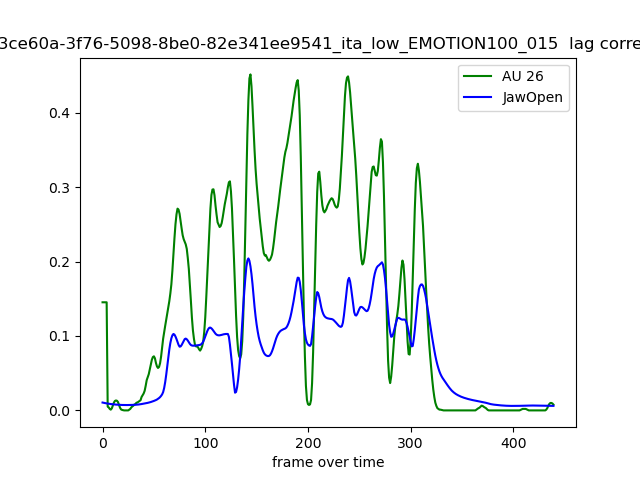 3ce60a-3f76-5098-8be0-82e341ee9541_ita_low_EMOTION100_015 lag corre
AU 26
JawOpen
0.4
0.3
0.2
0.1
0.0
0 100 200 300 400
frame over time